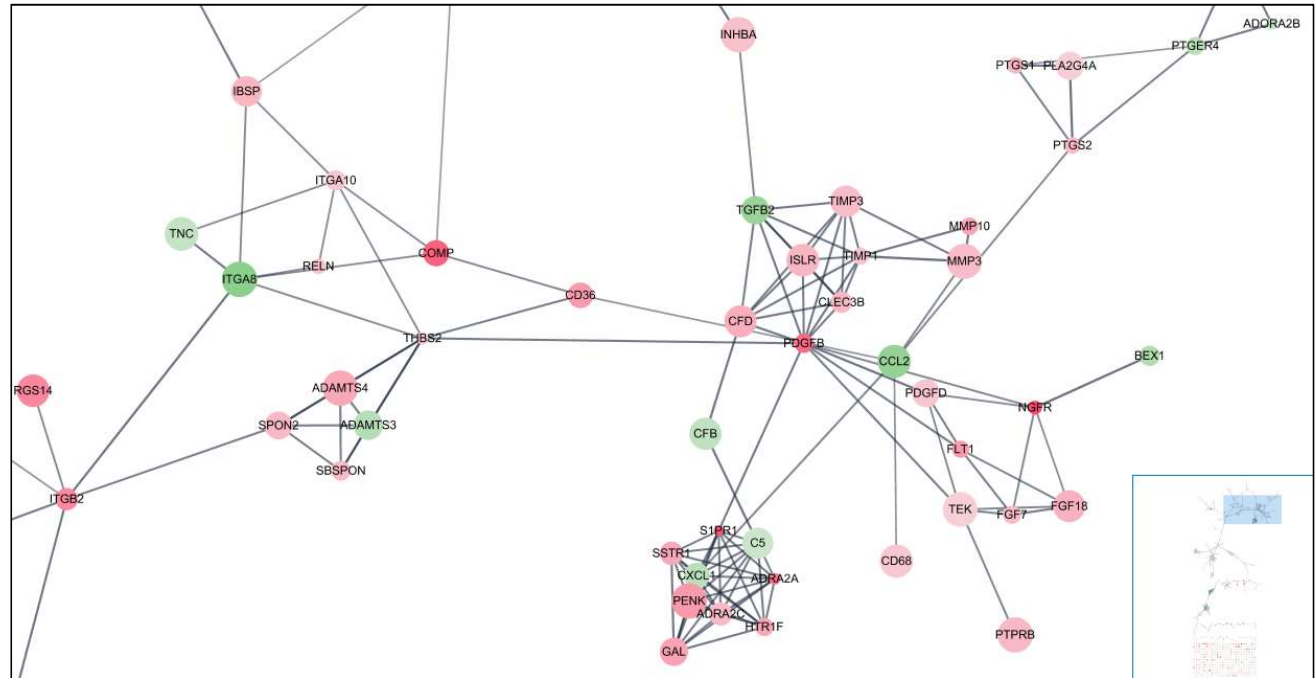 INHBA
ADORA2B
PTGER4
PTGS1
PLA2G4A
IBSP
PTGS2
ITGA10
TIMP3
TGFB2
TNC
MMP10
COMP
TIMP1
ISLR
MMP3
RELN
ITGA8
CD36
CLEC3B
CFD
THBS2
PDGFB
BEX1
CCL2
RGS14
ADAMTS4
PDGFD
NGFR
SPON2
ADAMTS3
CFB
FLT1
SBSPON
ITGB2
TEK
FGF7
FGF18
S1PR1
C5
SSTR1
CD68
CXCL1
ADRA2A
PENK
ADRA2C
HTR1F
PTPRB
GAL